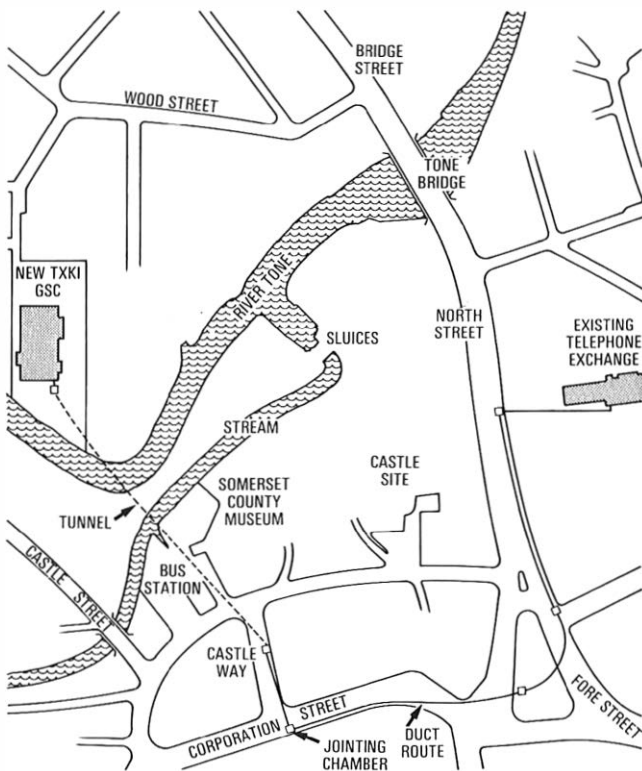 BRIDGE
STREET
WOOD STREET
TONE
BRIDGE
NEW TXKI
GSC
RIVER TONE
NORTH
STREET
SLUICES
EXISTING
TELEPHONE
EXCHANGE
STREAM
CASTLE
SITE
SOMERSET
COUNTY
MUSEUM
TUNNEL
CASTLE STREET
BUS
STATION
CASTLE
WAY
CORPORATION STREET
FORE STREET
DUCT
ROUTE
JOINTING
CHAMBER